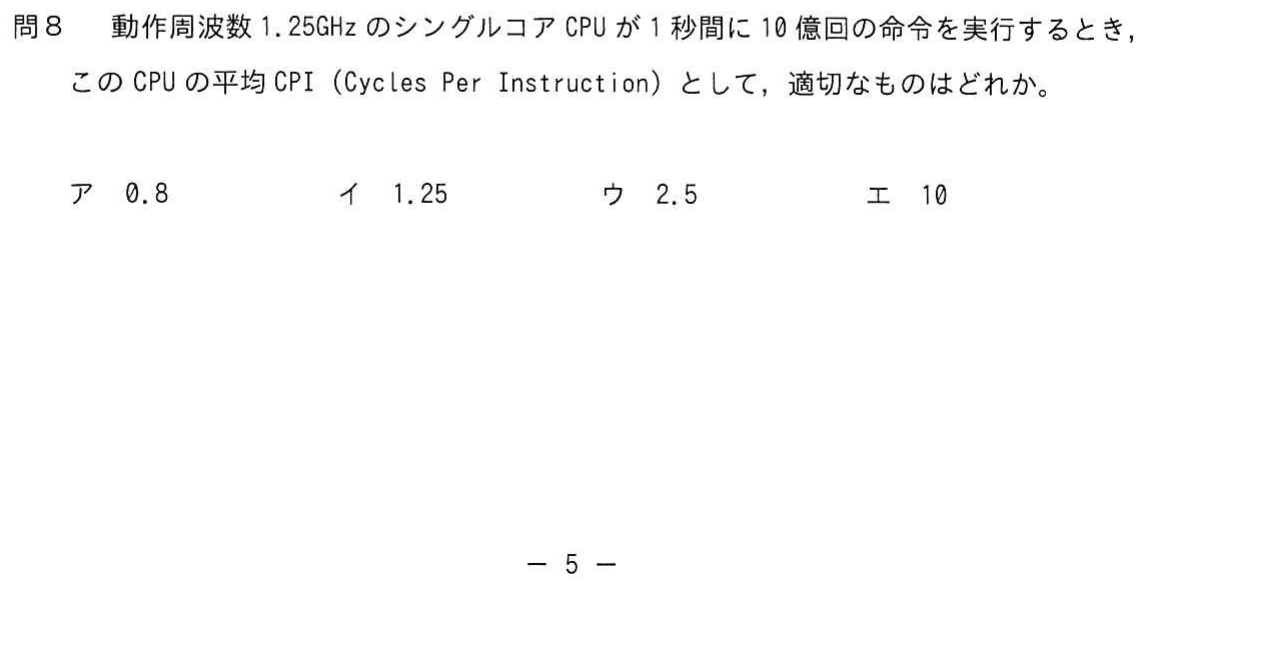 問８　動作周波数 1.25GHz のシングルコア CPU が 1 秒間に 10 億回の命令を実行するとき，
この CPU の平均 CPI（Cycles Per Instruction）として，適切なものはどれか。
ア　0.8　イ　1.25　ウ　2.5　エ　10
－ 5 －